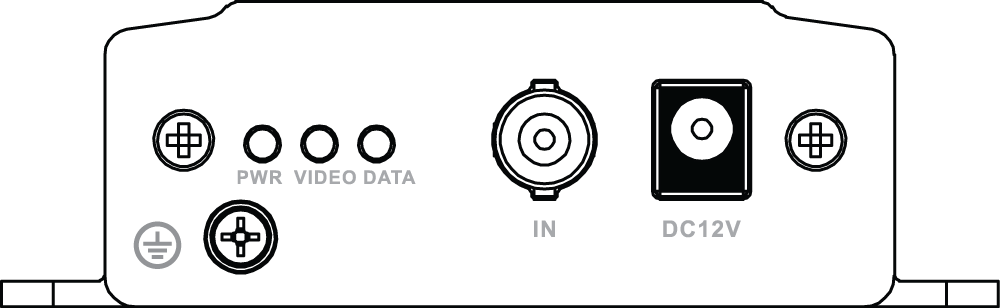 PWR VIDEO DATA
IN
DC12V